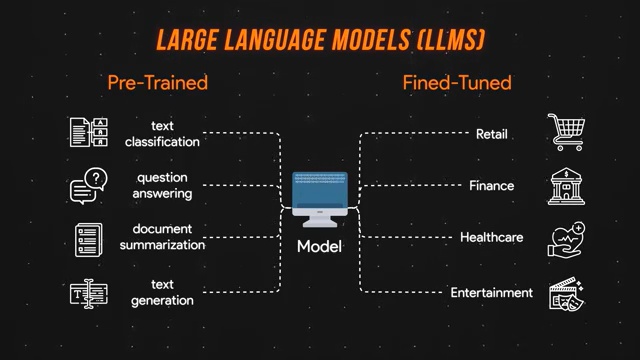 LARGE LANGUAGE MODELS (LLMS)
Pre-Trained
Fined-Tuned
text
classification
question
answering
document
summarization
text
generation
Model
Retail
Finance
Healthcare
Entertainment